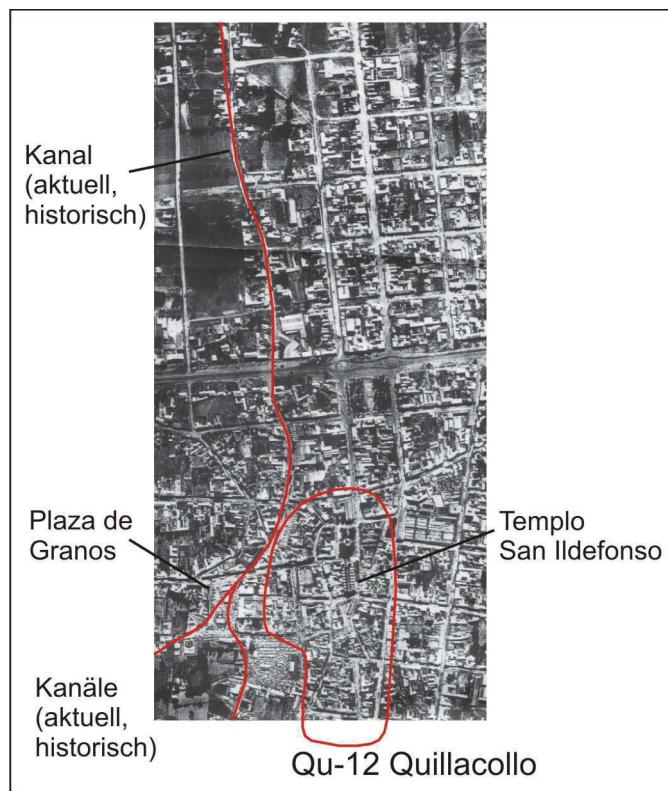 Kanal
(aktuell,
historisch)
Plaza de
Granos
Templo
San Ildefonso
Kanäle
(aktuell,
historisch)
Qu-12 Quillacollo